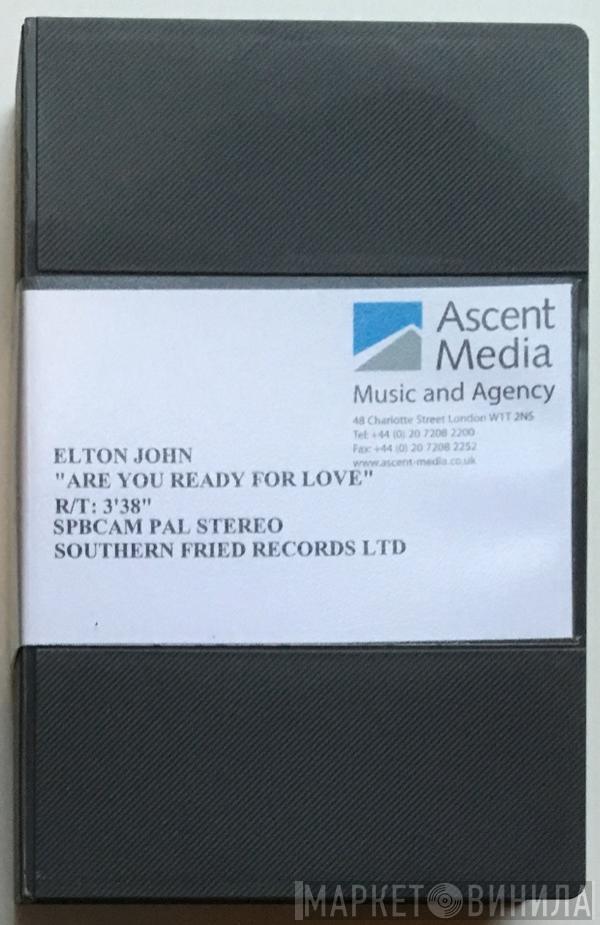 Ascent
Media
Music and Agency
48 Charlotte Street London W1T 2NS
Tel: +44 (0) 20 7208 2200
Fax: +44 (0) 20 7208 2252
www.ascent-media.co.uk
ELTON JOHN
"ARE YOU READY FOR LOVE"
R/T: 3'38"
SPBCAM PAL STEREO
SOUTHERN FRIED RECORDS LTD
МАРКЕТ ВИНИЛА